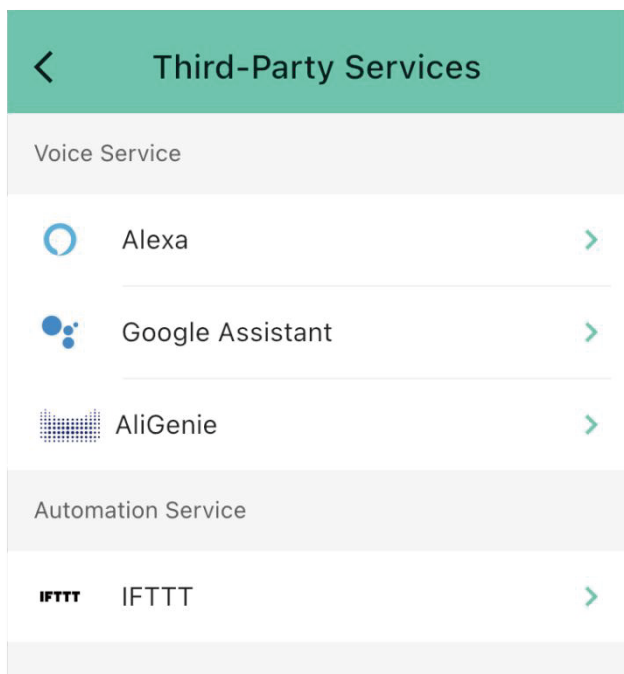 Third-Party Services
Voice Service
Alexa
Google Assistant
AliGenie
Automation Service
IFTTT IFTTT